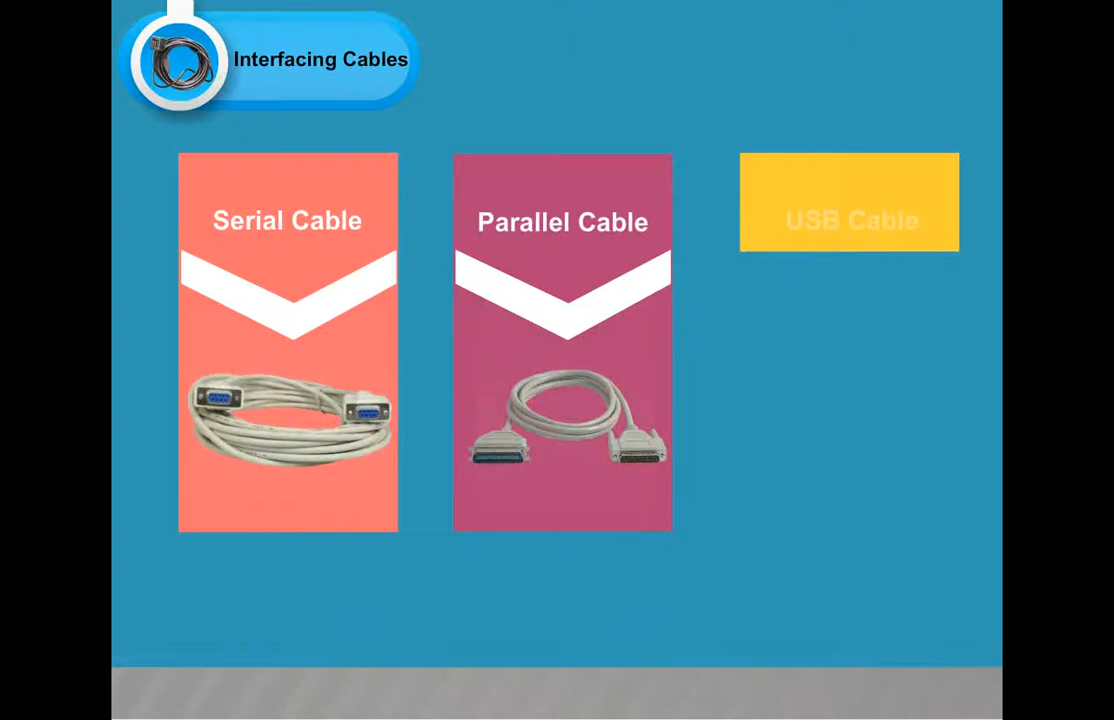 Interfacing Cables
Serial Cable
Parallel Cable
USB Cable